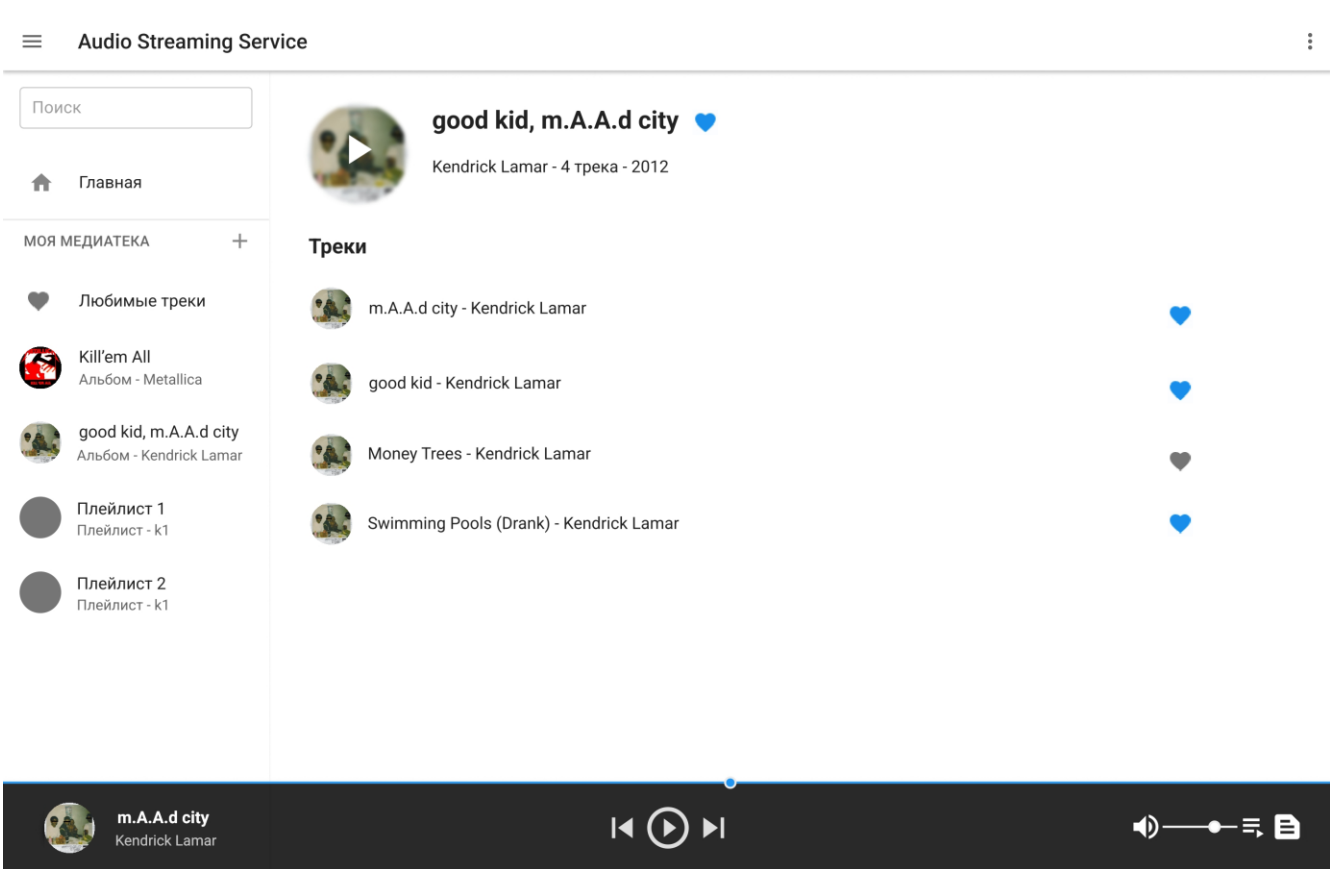 Audio Streaming Service
Поиск
Главная
МОЯ МЕДИАТЕКА
Любимые треки
Kill’em All
Альбом - Metallica
good kid, m.A.A.d city
Альбом - Kendrick Lamar
Плейлист 1
Плейлист - k1
Плейлист 2
Плейлист - k1
good kid, m.A.A.d city
Kendrick Lamar - 4 трека - 2012
Треки
m.A.A.d city - Kendrick Lamar
good kid - Kendrick Lamar
Money Trees - Kendrick Lamar
Swimming Pools (Drank) - Kendrick Lamar
m.A.A.d city
Kendrick Lamar